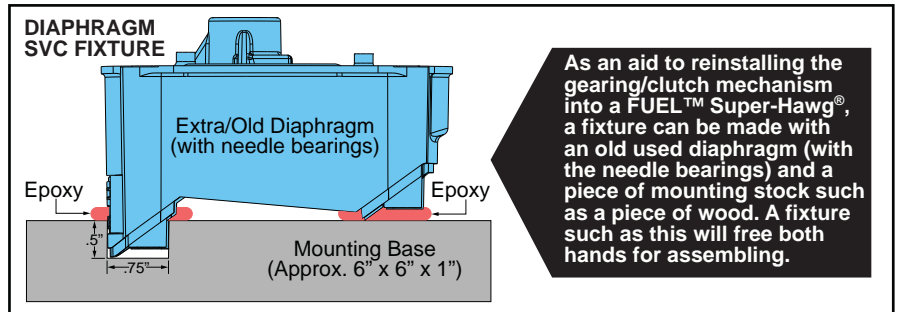 DIAPHRAGM
SVC FIXTURE
Extra/Old Diaphragm
(with needle bearings)
Epoxy
Epoxy
.5"
.75"
Mounting Base
(Approx. 6" x 6" x 1")
As an aid to reinstalling the
gearing/clutch mechanism
into a FUEL™ Super-Hawg®,
a fixture can be made with
an old used diaphragm (with
the needle bearings) and a
piece of mounting stock such
as a piece of wood. A fixture
such as this will free both
hands for assembling.